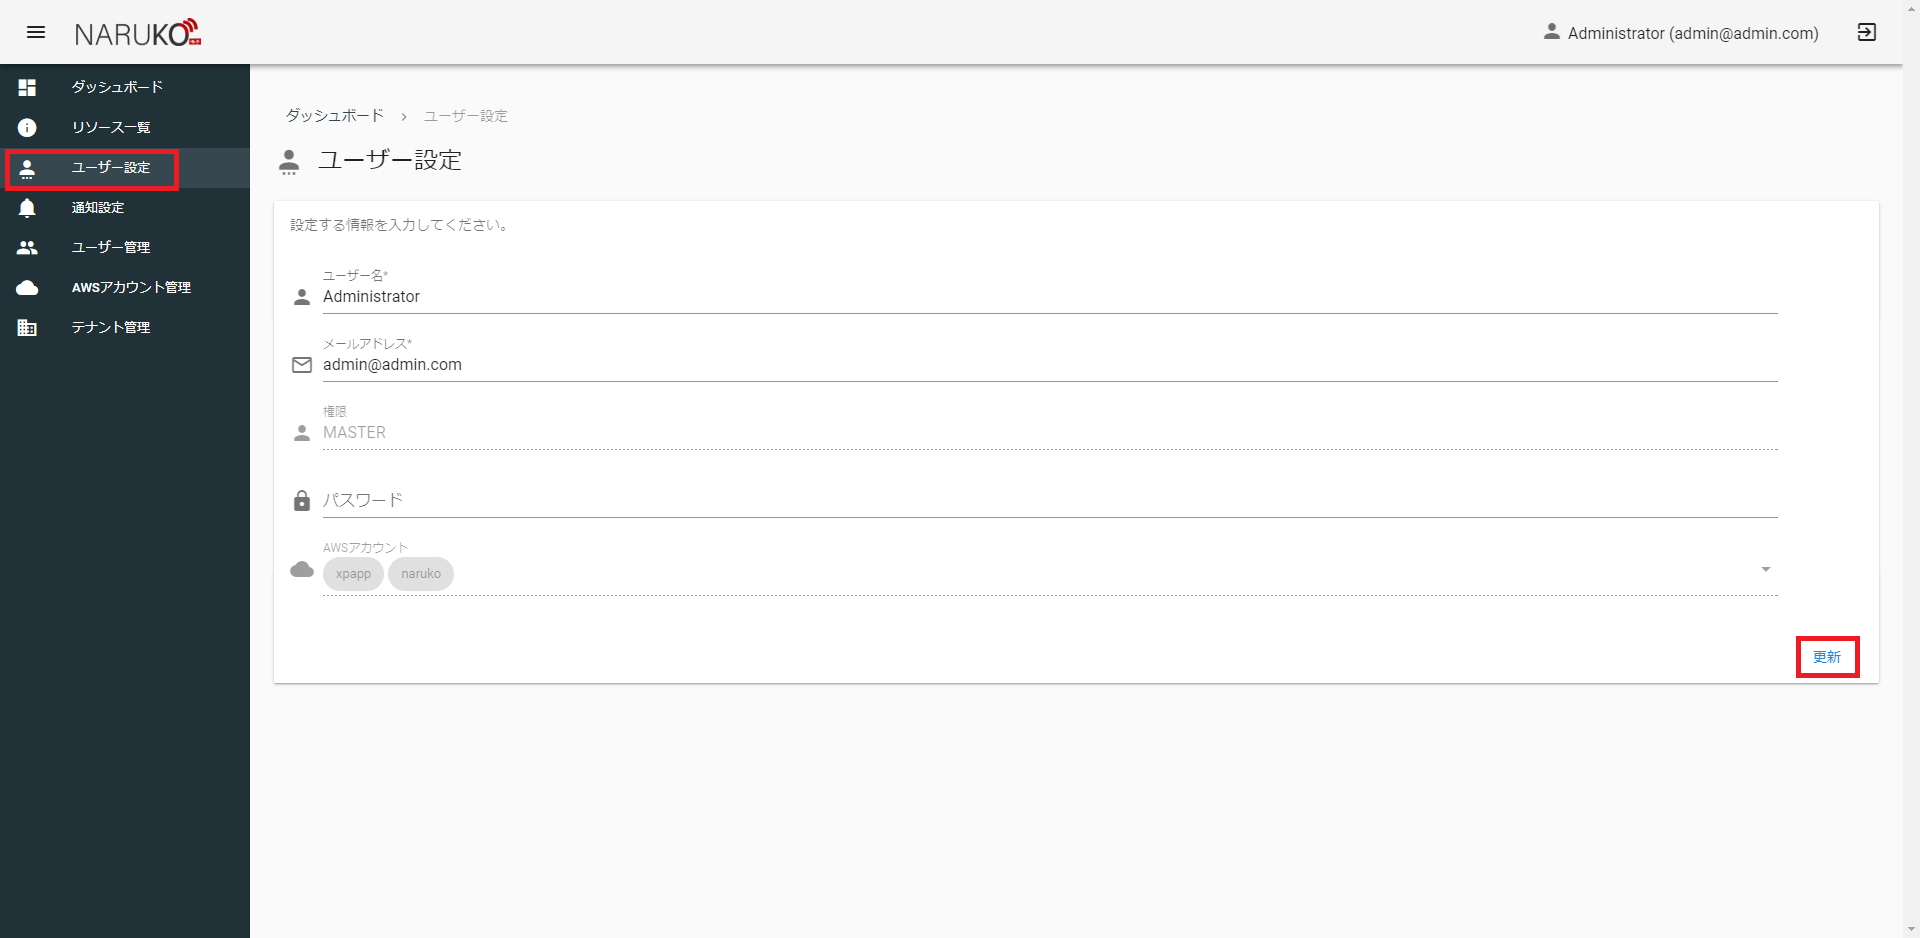 NARUKO
Administrator (admin@admin.com)
ダッシュボード
リソース一覧
ユーザー設定
通知設定
ユーザー管理
AWSアカウント管理
テナント管理
ダッシュボード > ユーザー設定
ユーザー設定
設定する情報を入力してください。
ユーザー名*
Administrator
メールアドレス*
admin@admin.com
権限
MASTER
パスワード
AWSアカウント
xpapp naruko
更新